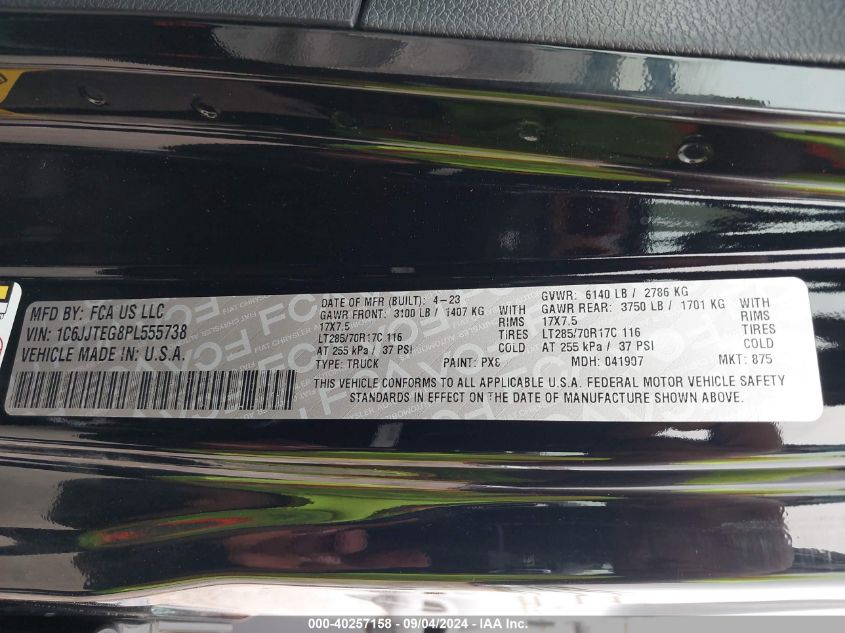 MFD BY: FCA US LLC
VIN: 1C6JJTEG8PL555738
VEHICLE MADE IN U.S.A.
DATE OF MFR (BUILT): 4-23
GAWR FRONT: 3100 LB / 1407 KG WITH
17X7.5 RIMS
LT285/70R17C 116 TIRES
AT 255 kPa / 37 PSI COLD
TYPE: TRUCK PAINT: PX8
GVWR: 6140 LB / 2786 KG
GAWR REAR: 3750 LB / 1701 KG WITH
17X7.5 RIMS
LT285/70R17C 116 TIRES
AT 255 kPa / 37 PSI COLD
MDH: 041907 MKT: 875
THIS VEHICLE CONFORMS TO ALL APPLICABLE U.S.A. FEDERAL MOTOR VEHICLE SAFETY
STANDARDS IN EFFECT ON THE DATE OF MANUFACTURE SHOWN ABOVE.
000-40257158 - 09/04/2024 - ©IAA Inc.